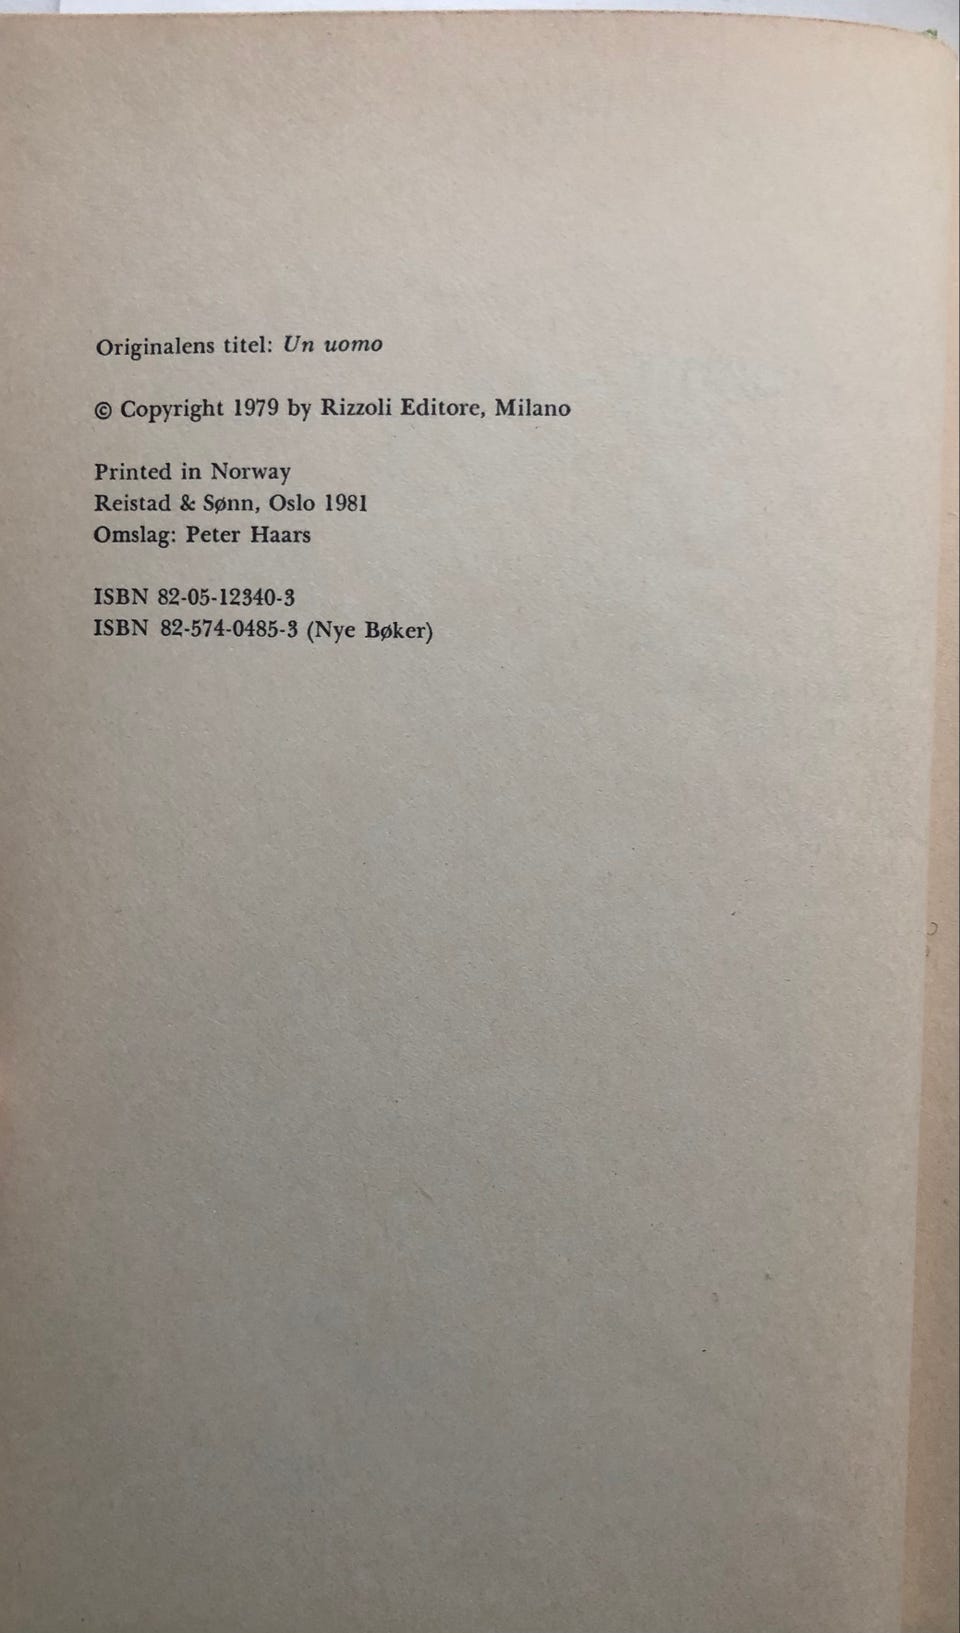 Originalens titel: Un uomo
© Copyright 1979 by Rizzoli Editore, Milano
Printed in Norway
Reistad & Sønn, Oslo 1981
Omslag: Peter Haars
ISBN 82-05-12340-3
ISBN 82-574-0485-3 (Nye Bøker)